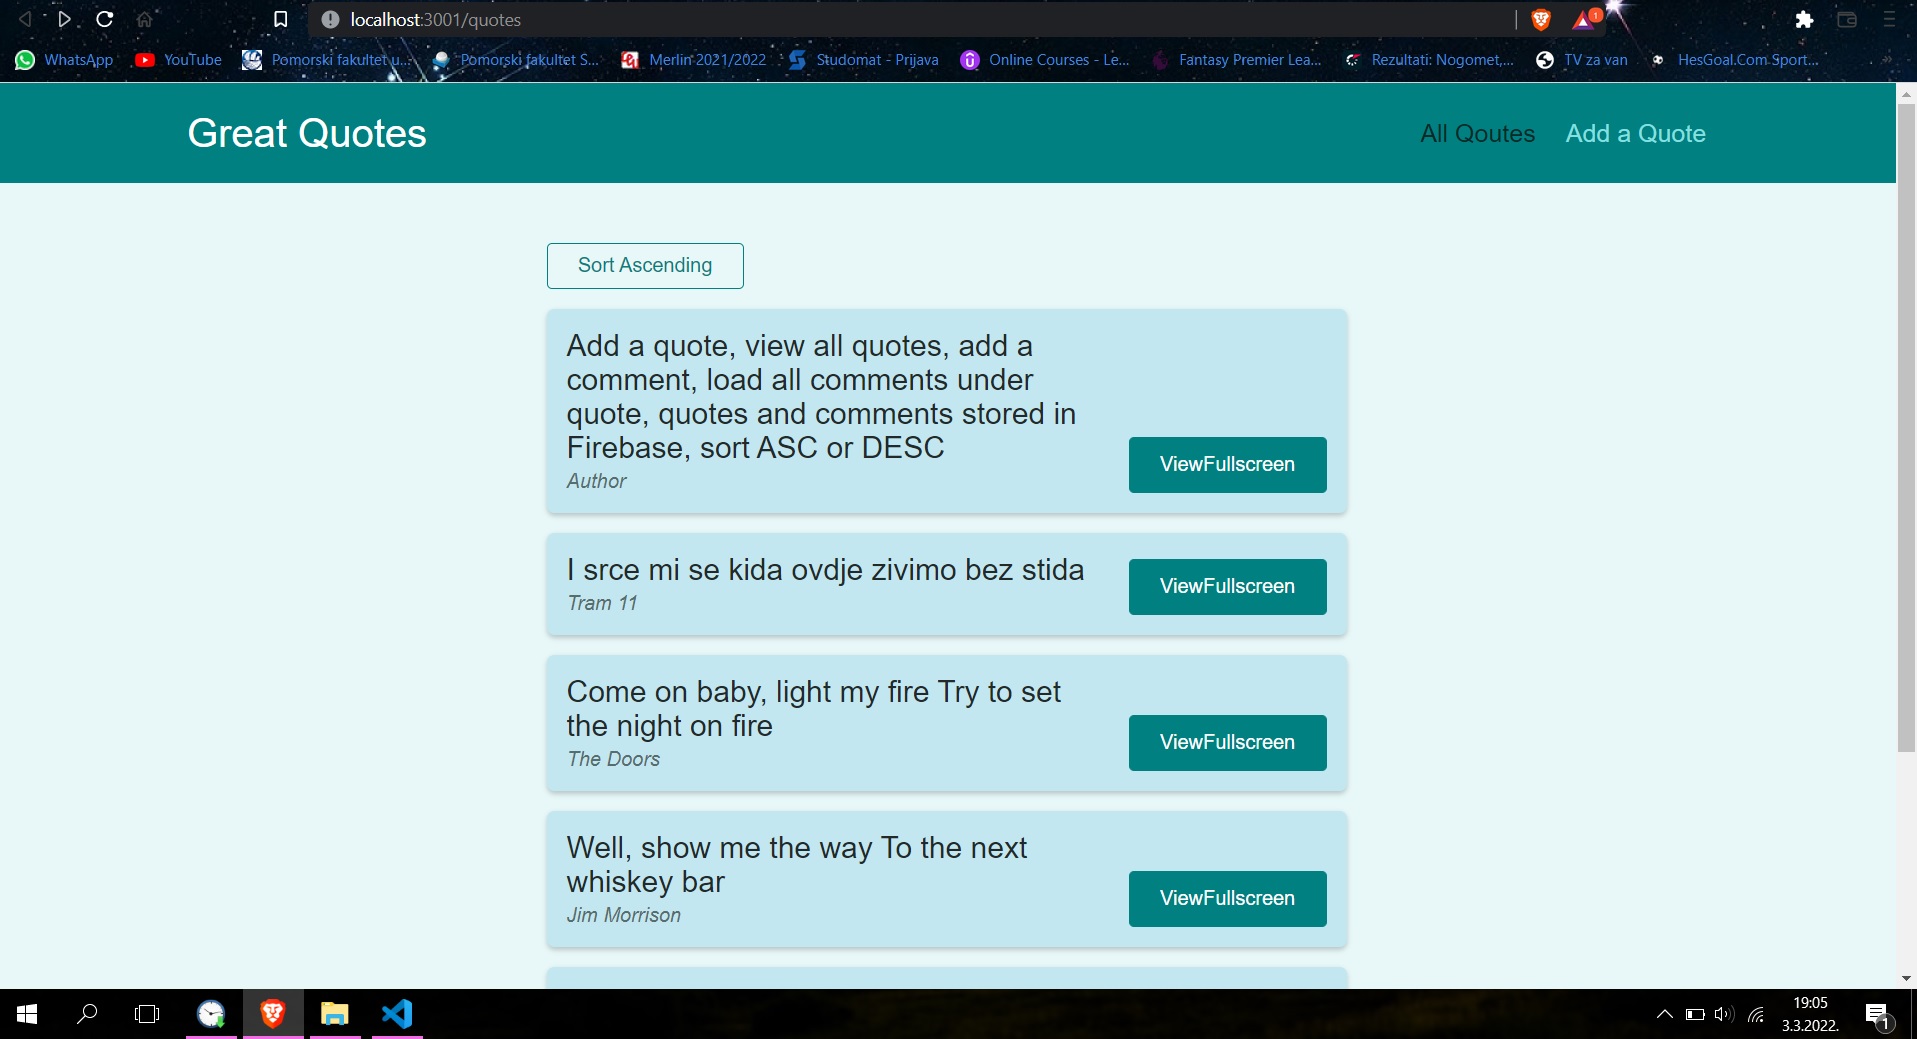 localhost:3001/quotes
1
WhatsApp
YouTube
Pomorski fakultet u...
Pomorski fakultet S...
Merlin 2021/2022
Studomat - Prijava
Online Courses - Le...
Fantasy Premier Lea...
Rezultati: Nogomet,...
TV za van
HesGoal.Com Sport...
Great Quotes
All Qoutes
Add a Quote
Sort Ascending
Add a quote, view all quotes, add a
comment, load all comments under
quote, quotes and comments stored in
Firebase, sort ASC or DESC
Author
ViewFullscreen
I srce mi se kida ovdje zivimo bez stida
Tram 11
ViewFullscreen
Come on baby, light my fire Try to set
the night on fire
The Doors
ViewFullscreen
Well, show me the way To the next
whiskey bar
Jim Morrison
ViewFullscreen
19:05
3.3.2022.
1